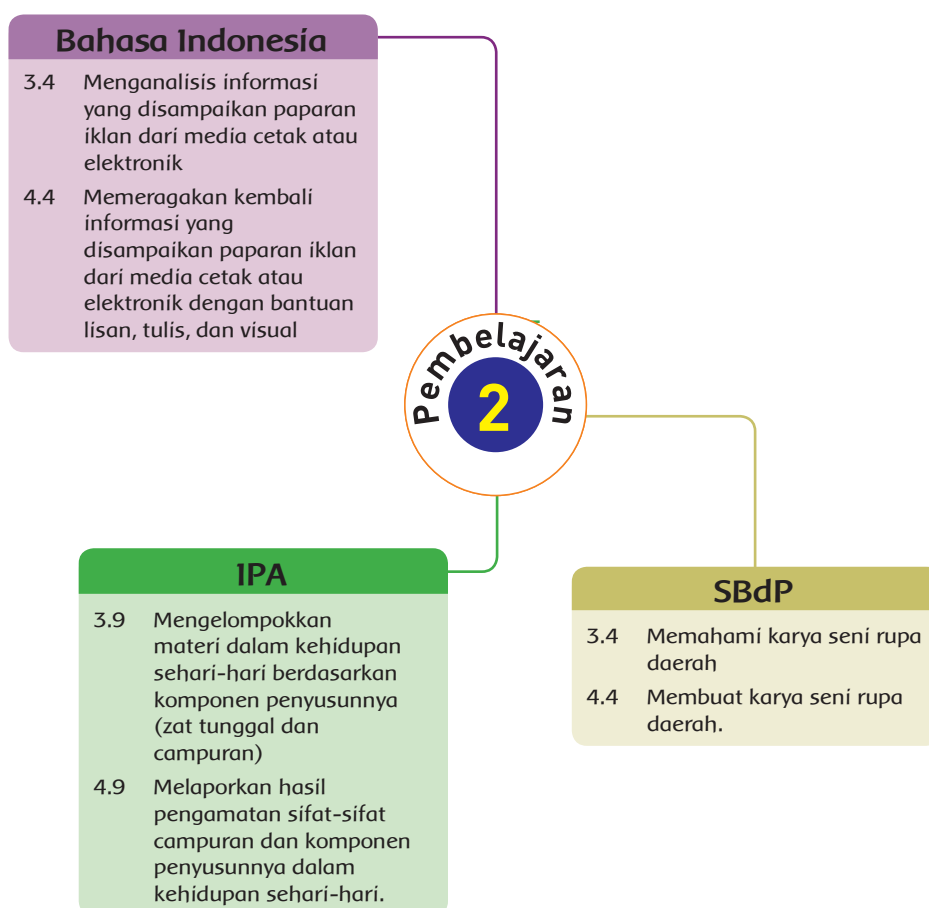 Bahasa Indonesia
3.4 Menganalisis informasi
yang disampaikan paparan
iklan dari media cetak atau
elektronik
4.4 Memeragakan kembali
informasi yang
disampaikan paparan iklan
dari media cetak atau
elektronik dengan bantuan
lisan, tulis, dan visual
Pembelajaran
2
IPA
3.9 Mengelompokkan
materi dalam kehidupan
sehari-hari berdasarkan
komponen penyusunnya
(zat tunggal dan
campuran)
4.9 Melaporkan hasil
pengamatan sifat-sifat
campuran dan komponen
penyusunnya dalam
kehidupan sehari-hari.
SBdP
3.4 Memahami karya seni rupa
daerah
4.4 Membuat karya seni rupa
daerah.